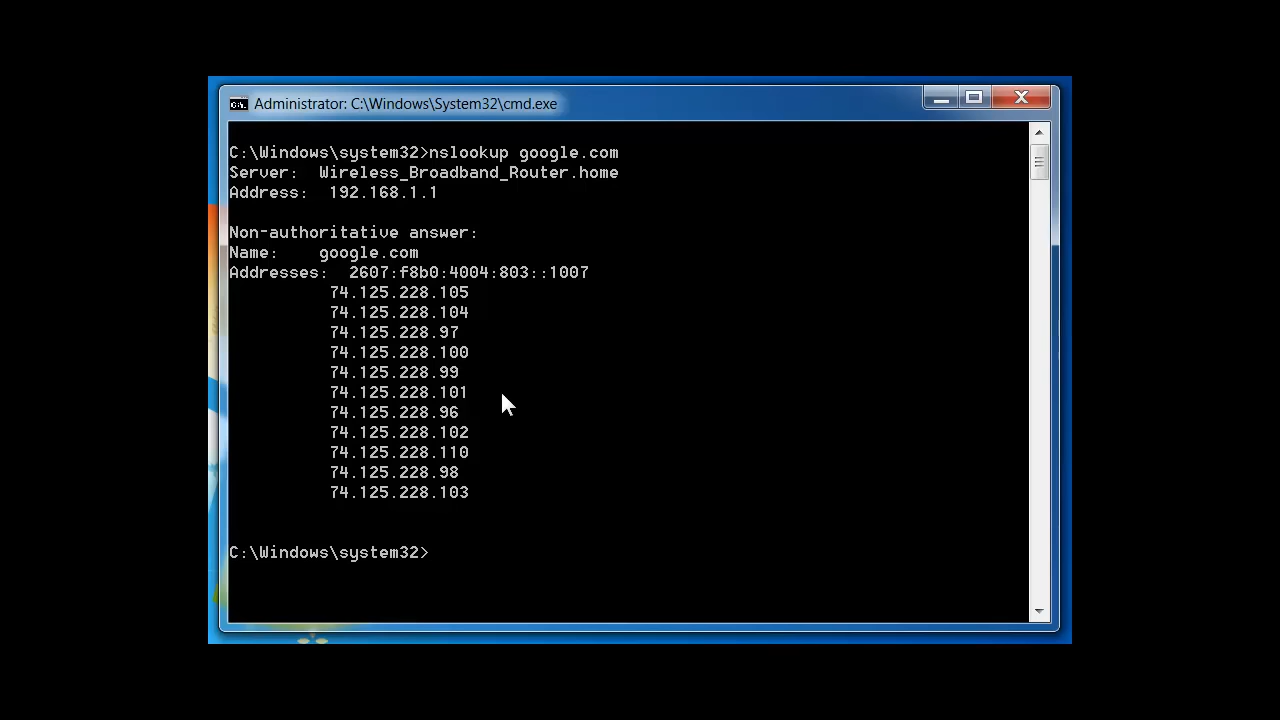 Administrator: C:\Windows\System32\cmd.exe
C:\Windows\system32>nslookup google.com
Server:  Wireless_Broadband_Router.home
Address:  192.168.1.1
Non-authoritative answer:
Name:    google.com
Addresses:  2607:f8b0:4004:803::1007
74.125.228.105
74.125.228.104
74.125.228.97
74.125.228.100
74.125.228.99
74.125.228.101
74.125.228.96
74.125.228.102
74.125.228.110
74.125.228.98
74.125.228.103
C:\Windows\system32>